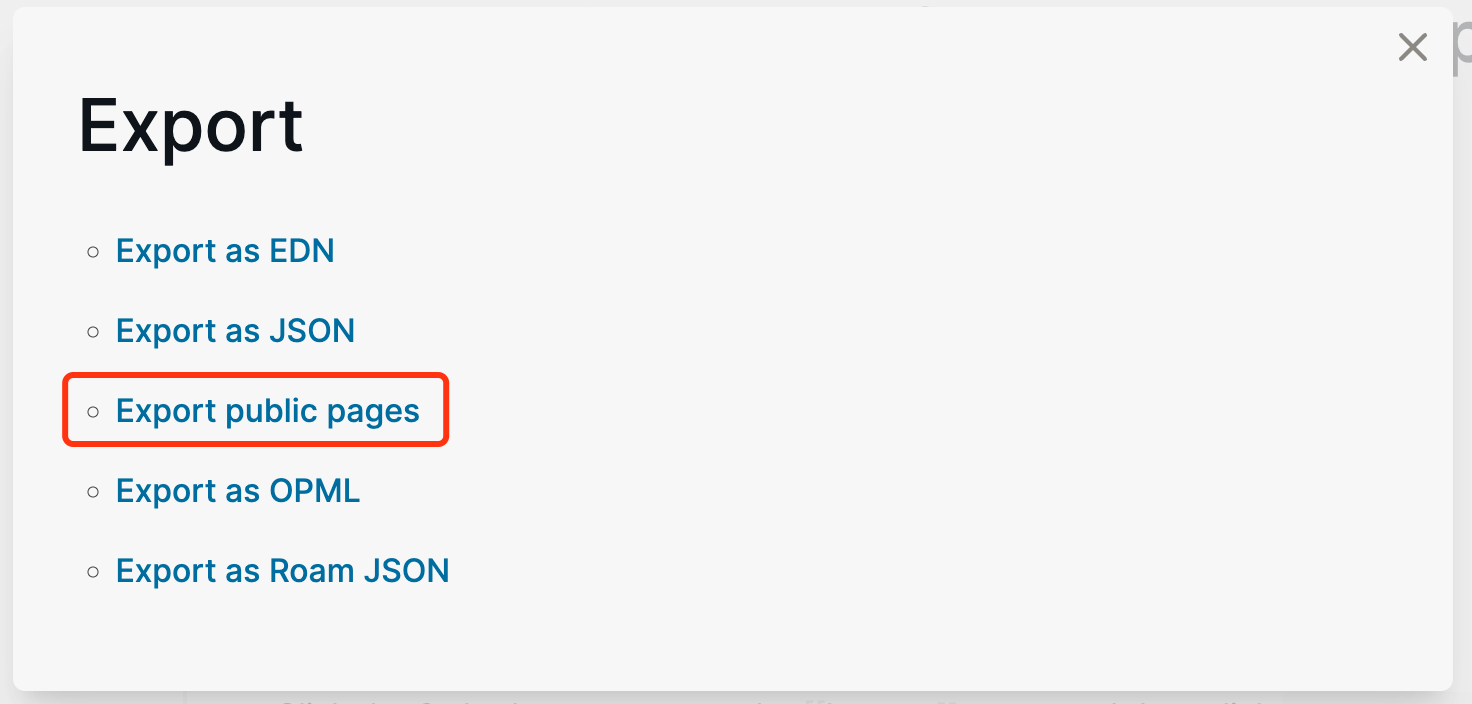 Export
Export as EDN
Export as JSON
Export public pages
Export as OPML
Export as Roam JSON